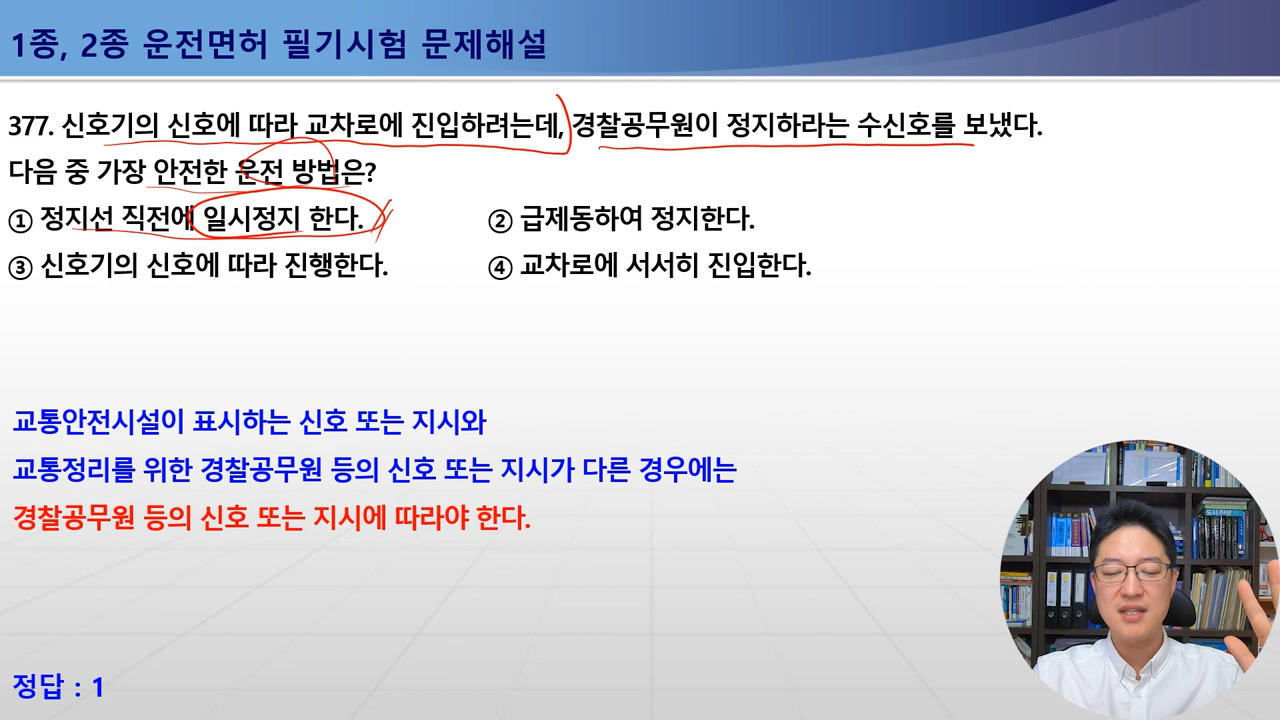 1종, 2종 운전면허 필기시험 문제해설
377. 신호기의 신호에 따라 교차로에 진입하려는데, 경찰공무원이 정지하라는 수신호를 보냈다.
다음 중 가장 안전한 운전 방법은?
① 정지선 직전에 일시정지 한다.
② 급제동하여 정지한다.
③ 신호기의 신호에 따라 진행한다.
④ 교차로에 서서히 진입한다.
교통안전시설이 표시하는 신호 또는 지시와
교통정리를 위한 경찰공무원 등의 신호 또는 지시가 다른 경우에는
경찰공무원 등의 신호 또는 지시에 따라야 한다.
정답 : 1